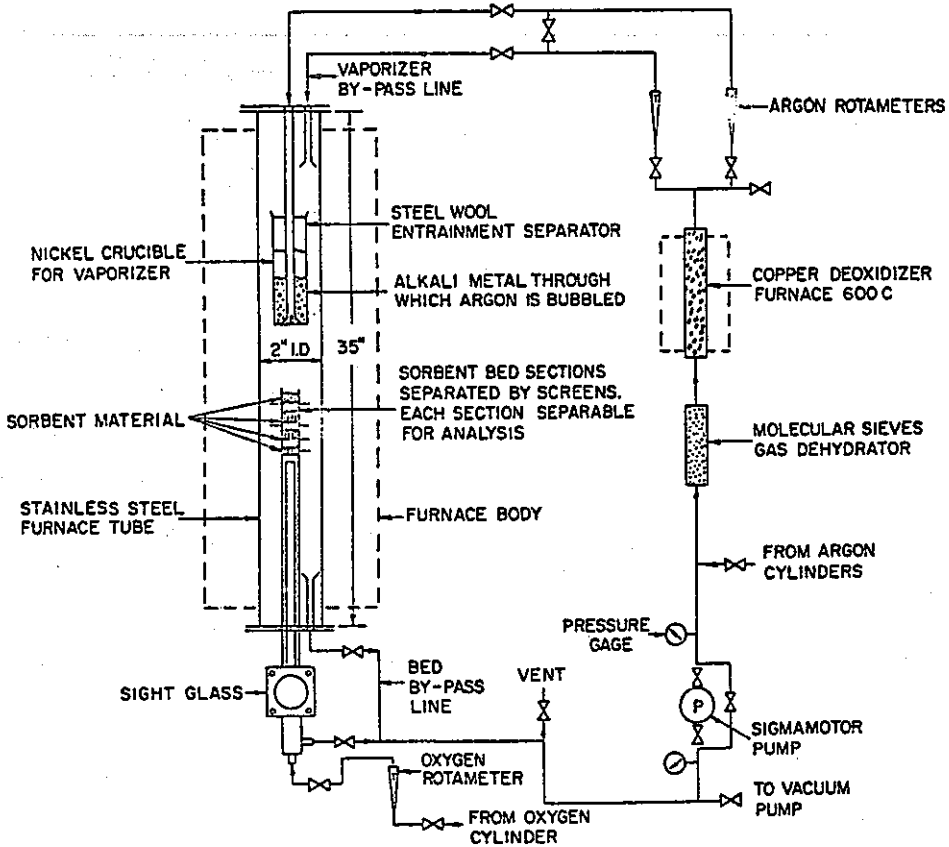 VAPORIZER
BY-PASS LINE
ARGON ROTAMETERS
STEEL WOOL
ENTRAINMENT SEPARATOR
NICKEL CRUCIBLE
FOR VAPORIZER
ALKALI METAL THROUGH
WHICH ARGON IS BUBBLED
COPPER DEOXIDIZER
FURNACE 600 C
2" I.D
35"
SORBENT BED SECTIONS
SEPARATED BY SCREENS.
EACH SECTION SEPARABLE
FOR ANALYSIS
SORBENT MATERIAL
MOLECULAR SIEVES
GAS DEHYDRATOR
STAINLESS STEEL
FURNACE TUBE
FURNACE BODY
FROM ARGON
CYLINDERS
PRESSURE
GAGE
BED
BY-PASS
LINE
VENT
SIGHT GLASS
P
SIGMAMOTOR
PUMP
OXYGEN
ROTAMETER
TO VACUUM
PUMP
FROM OXYGEN
CYLINDER